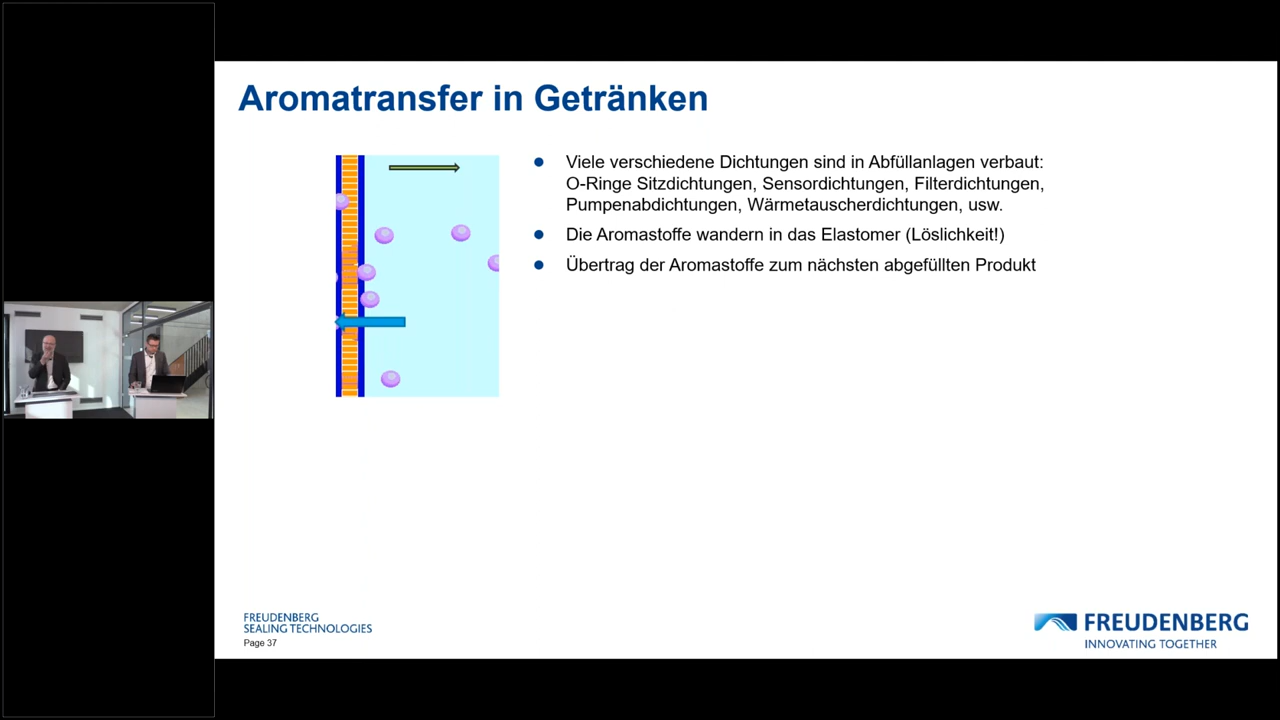 Aromatransfer in Getränken
Viele verschiedene Dichtungen sind in Abfüllanlagen verbaut:
O-Ringe Sitzdichtungen, Sensordichtungen, Filterdichtungen,
Pumpenabdichtungen, Wärmetauscherdichtungen, usw.
Die Aromastoffe wandern in das Elastomer (Löslichkeit!)
Übertrag der Aromastoffe zum nächsten abgefüllten Produkt
FREUDENBERG
SEALING TECHNOLOGIES
Page 37
FREUDENBERG
INNOVATING TOGETHER